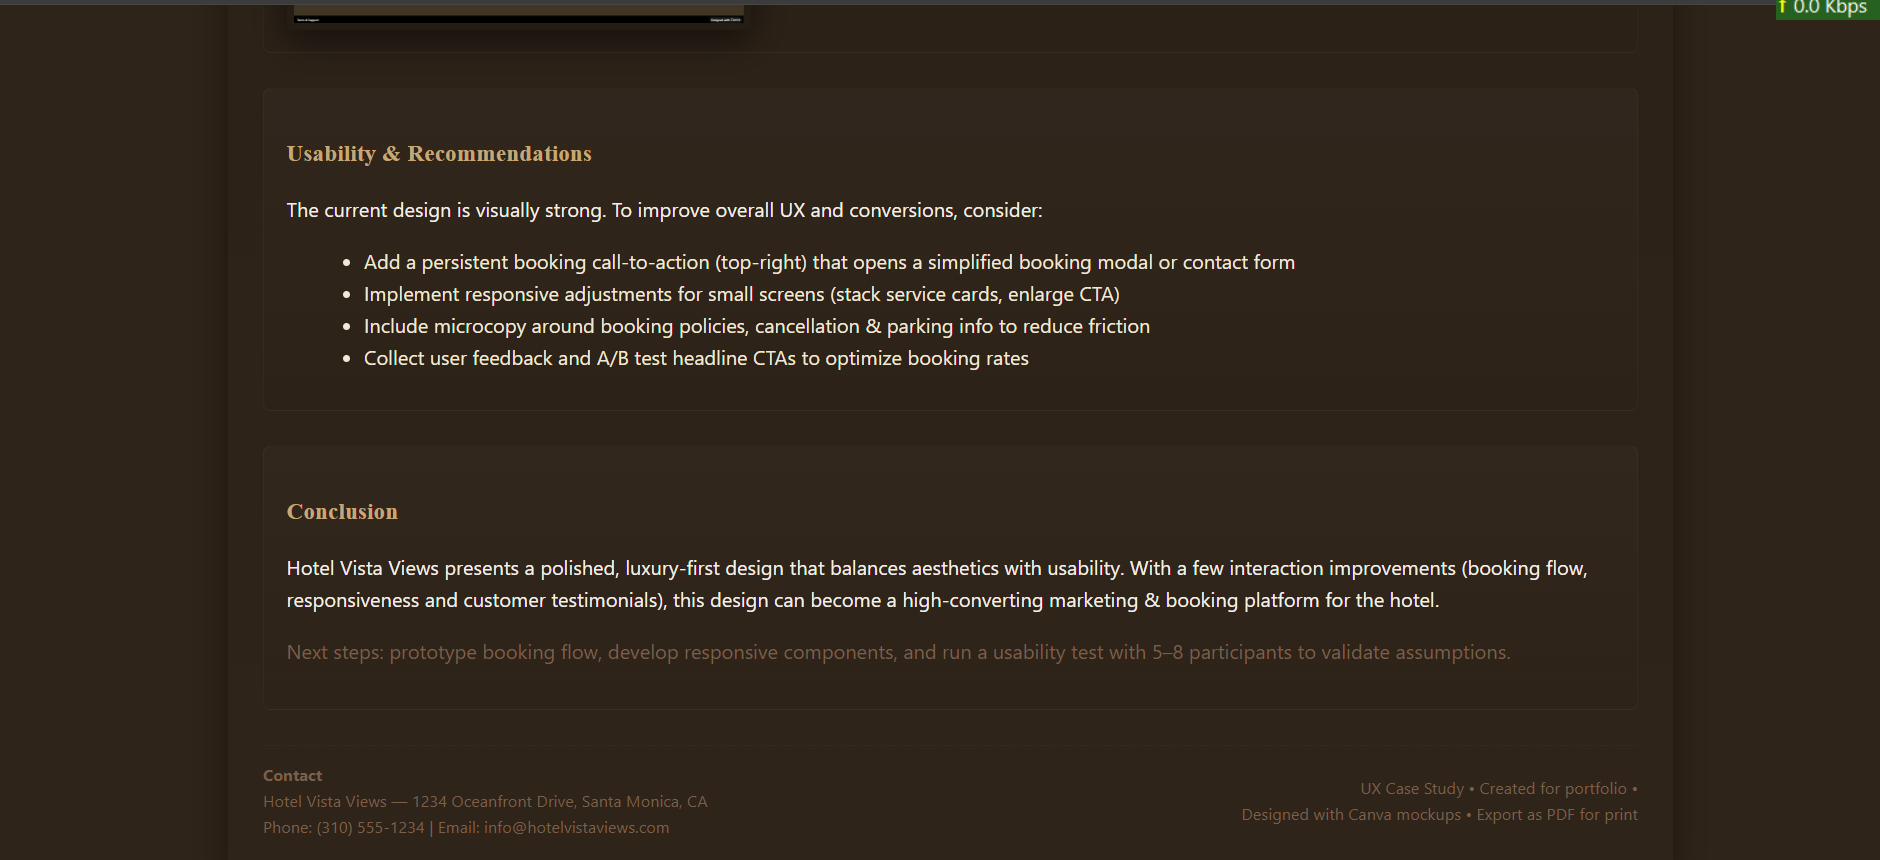 ↑ 0.0 Kbps
Usability & Recommendations
The current design is visually strong. To improve overall UX and conversions, consider:
• Add a persistent booking call-to-action (top-right) that opens a simplified booking modal or contact form
• Implement responsive adjustments for small screens (stack service cards, enlarge CTA)
• Include microcopy around booking policies, cancellation & parking info to reduce friction
• Collect user feedback and A/B test headline CTAs to optimize booking rates
Conclusion
Hotel Vista Views presents a polished, luxury-first design that balances aesthetics with usability. With a few interaction improvements (booking flow,
responsiveness and customer testimonials), this design can become a high-converting marketing & booking platform for the hotel.
Next steps: prototype booking flow, develop responsive components, and run a usability test with 5–8 participants to validate assumptions.
Contact
Hotel Vista Views — 1234 Oceanfront Drive, Santa Monica, CA
Phone: (310) 555-1234 | Email: info@hotelvistaviews.com
UX Case Study • Created for portfolio •
Designed with Canva mockups • Export as PDF for print